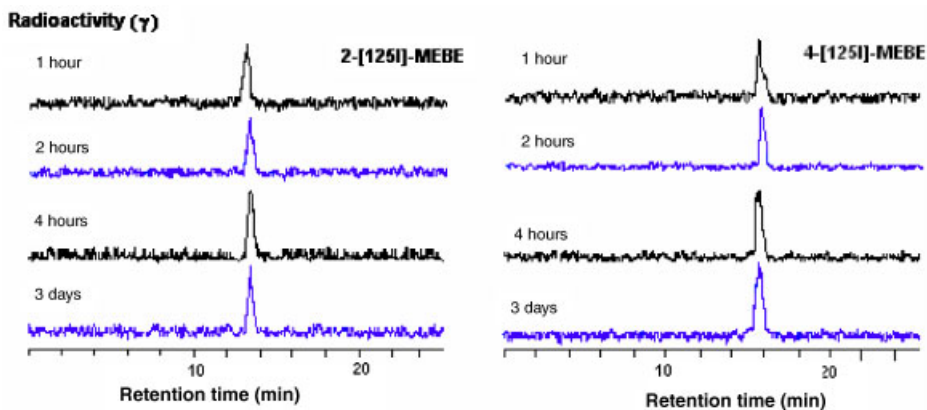 Radioactivity (γ)
2-[125I]-MEBE
1 hour
2 hours
4 hours
3 days
10
20
Retention time (min)
4-[125I]-MEBE
1 hour
2 hours
4 hours
3 days
10
20
Retention time (min)